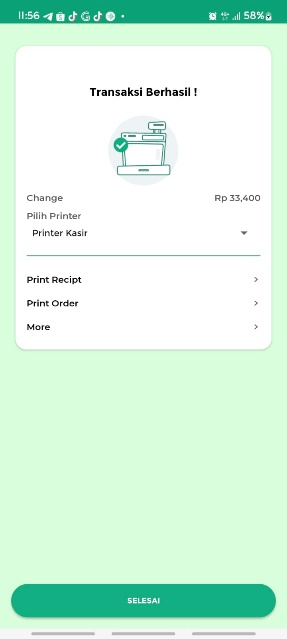 11:56
58%
Transaksi Berhasil !
Change Rp 33,400
Pilih Printer
Printer Kasir
Print Recipt
Print Order
More
SELESAI